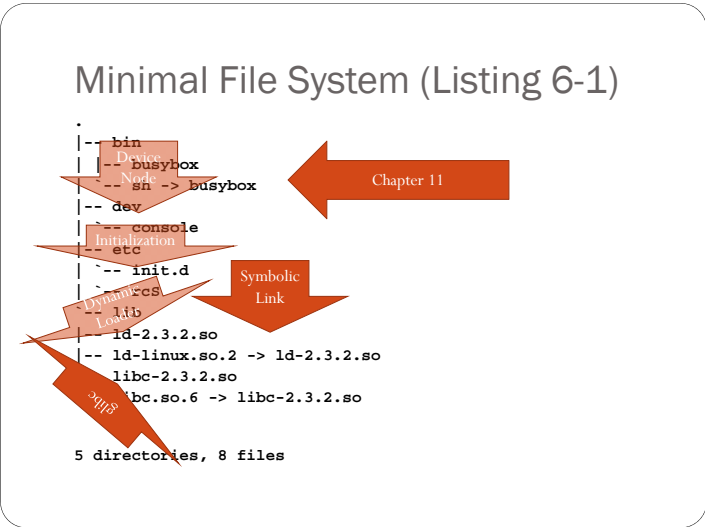 Minimal File System (Listing 6-1)
.
|-- bin
| |-- busybox
| `-- sh -> busybox
|-- dev
| `-- console
|-- etc
| `-- init.d
| `-- rcS
`-- lib
|-- ld-2.3.2.so
|-- ld-linux.so.2 -> ld-2.3.2.so
libc-2.3.2.so
libc.so.6 -> libc-2.3.2.so
5 directories, 8 files
Device
Node
Chapter 11
Initialization
Symbolic
Link
Dynamic
Loader
glibc